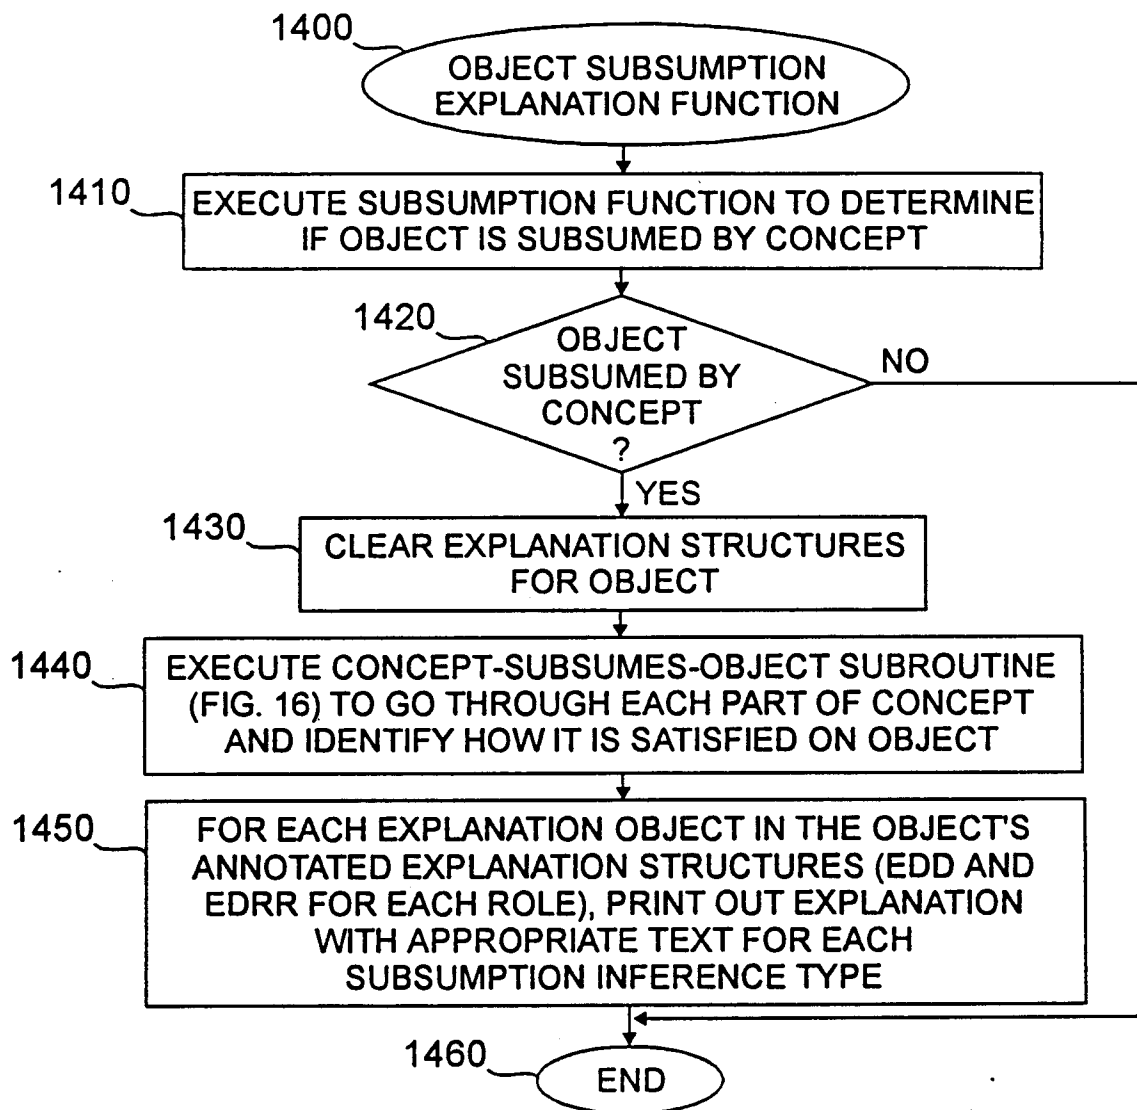 1400
OBJECT SUBSUMPTION
EXPLANATION FUNCTION
1410
EXECUTE SUBSUMPTION FUNCTION TO DETERMINE
IF OBJECT IS SUBSUMED BY CONCEPT
1420
OBJECT
SUBSUMED BY
CONCEPT
?
NO
YES
1430
CLEAR EXPLANATION STRUCTURES
FOR OBJECT
1440
EXECUTE CONCEPT-SUBSUMES-OBJECT SUBROUTINE
(FIG. 16) TO GO THROUGH EACH PART OF CONCEPT
AND IDENTIFY HOW IT IS SATISFIED ON OBJECT
1450
FOR EACH EXPLANATION OBJECT IN THE OBJECT'S
ANNOTATED EXPLANATION STRUCTURES (EDD AND
EDRR FOR EACH ROLE), PRINT OUT EXPLANATION
WITH APPROPRIATE TEXT FOR EACH
SUBSUMPTION INFERENCE TYPE
1460
END